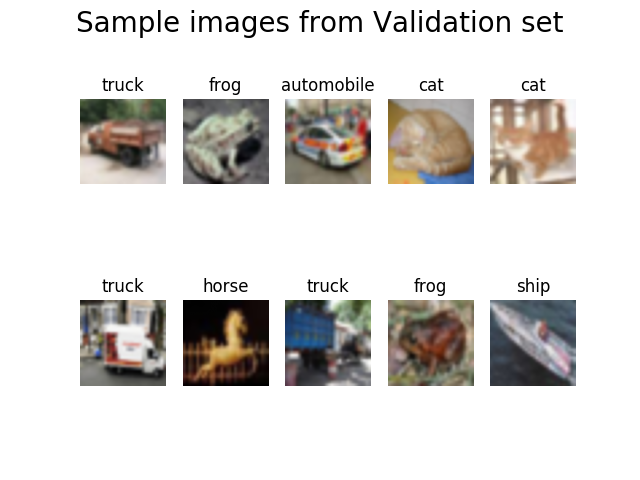 Sample images from Validation set
truck frog automobile cat cat
truck horse truck frog ship